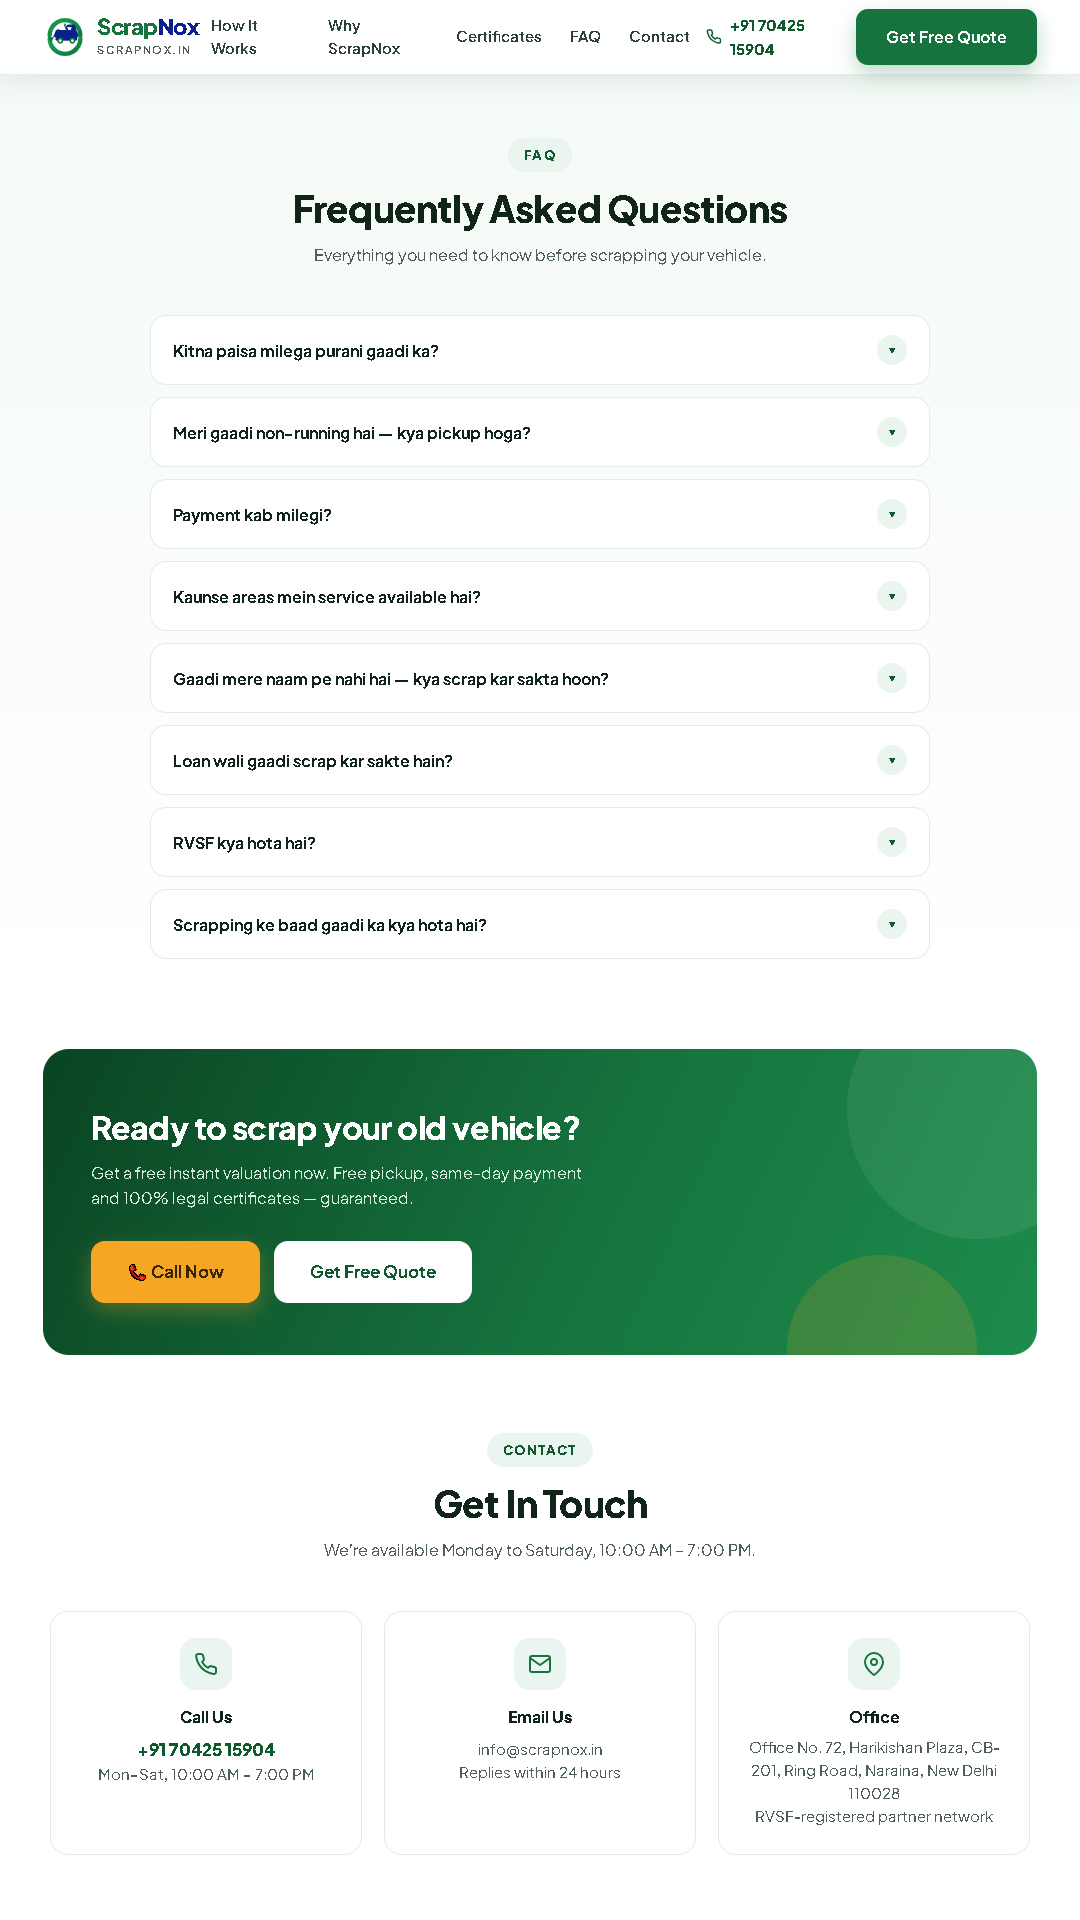 ScrapNox
SCRAPNOX.IN
How It
Works
Why
ScrapNox
Certificates
FAQ
Contact
+91 70425
15904
Get Free Quote
FAQ
Frequently Asked Questions
Everything you need to know before scrapping your vehicle.
Kitna paisa milega purani gaadi ka?
Meri gaadi non-running hai — kya pickup hoga?
Payment kab milegi?
Kaunse areas mein service available hai?
Gaadi mere naam pe nahi hai — kya scrap kar sakta hoon?
Loan wali gaadi scrap kar sakte hain?
RVSF kya hota hai?
Scrapping ke baad gaadi ka kya hota hai?
Ready to scrap your old vehicle?
Get a free instant valuation now. Free pickup, same-day payment
and 100% legal certificates — guaranteed.
Call Now
Get Free Quote
CONTACT
Get In Touch
We're available Monday to Saturday, 10:00 AM – 7:00 PM.
Call Us
+91 70425 15904
Mon–Sat, 10:00 AM – 7:00 PM
Email Us
info@scrapnox.in
Replies within 24 hours
Office
Office No. 72, Harikishan Plaza, CB-
201, Ring Road, Naraina, New Delhi
110028
RVSF-registered partner network